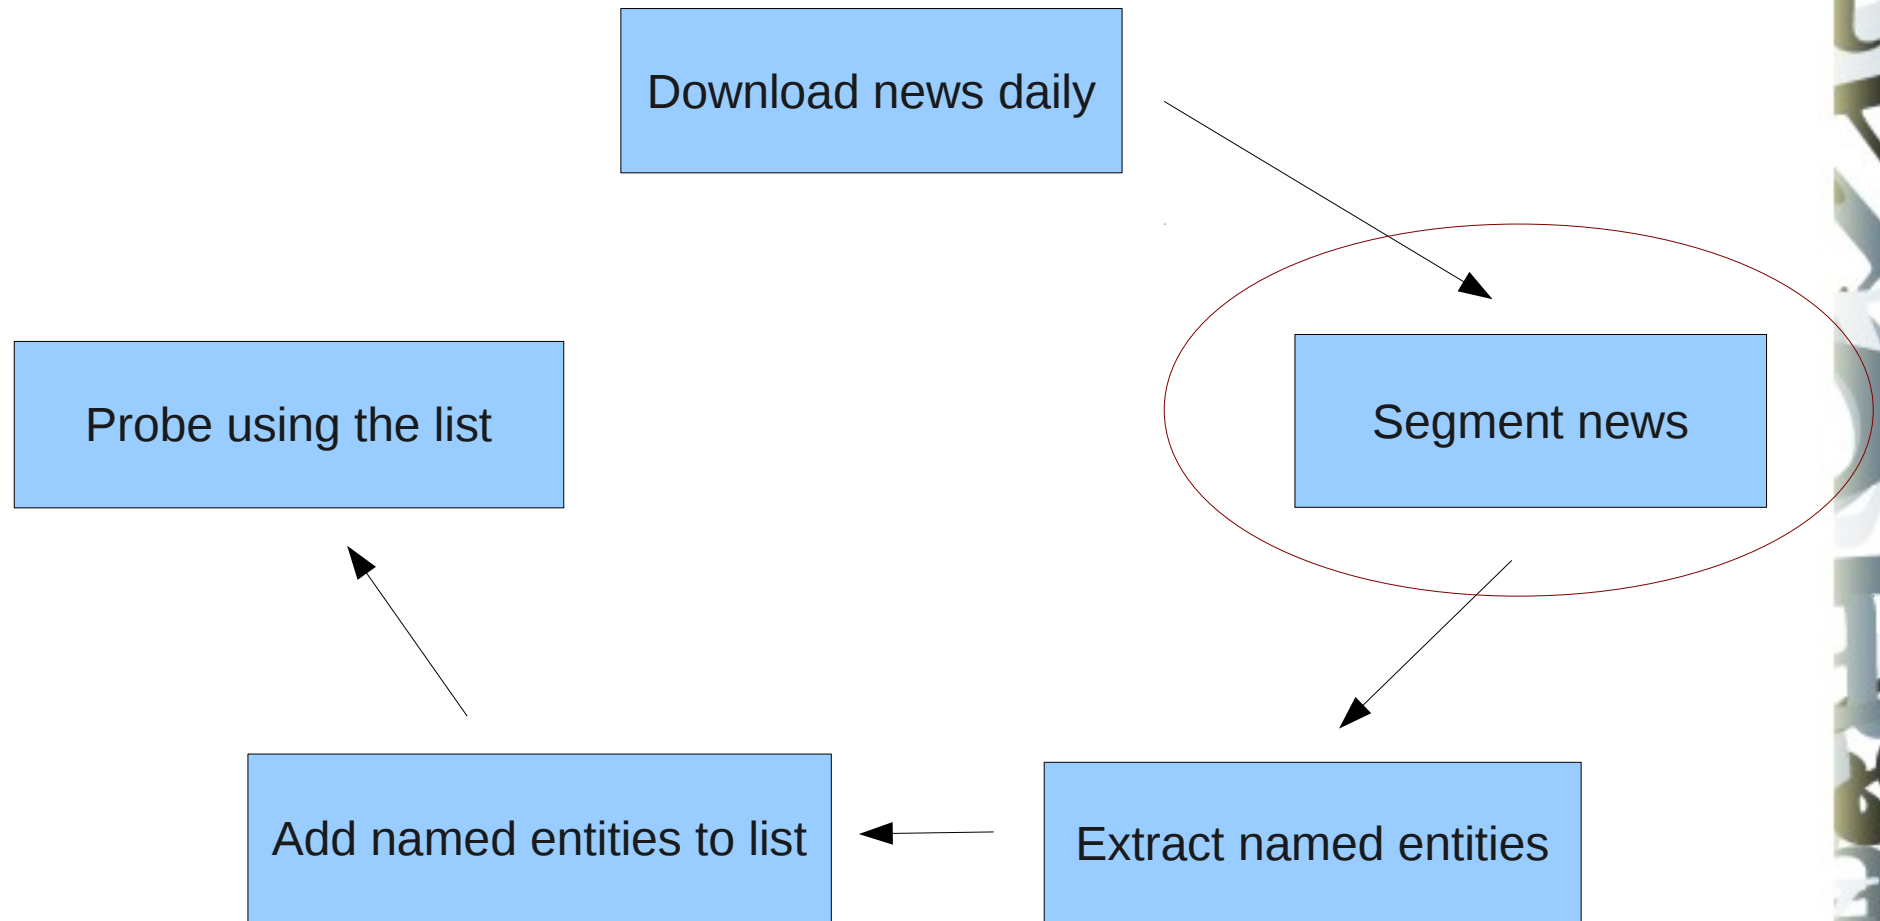 Download news daily
Segment news
Extract named entities
Add named entities to list
Probe using the list